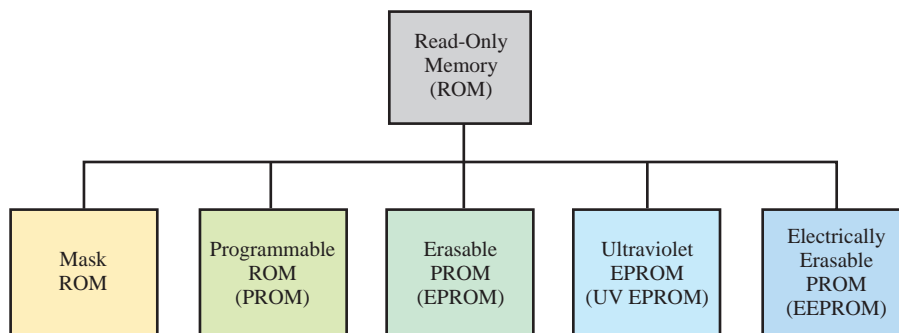 Read-Only
Memory
(ROM)
Mask
ROM
Programmable
ROM
(PROM)
Erasable
PROM
(EPROM)
Ultraviolet
EPROM
(UV EPROM)
Electrically
Erasable
PROM
(EEPROM)